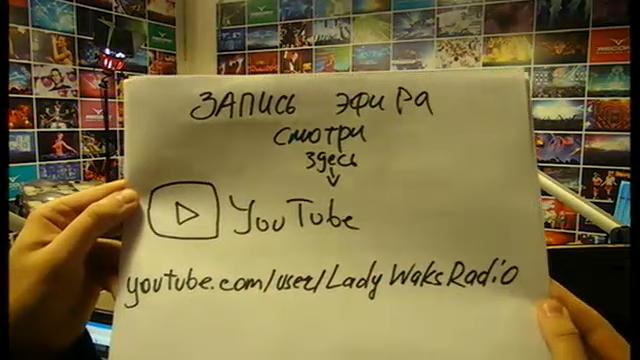 ЗАПИСЬ ЭФИРА
СМОТРИ
здесь
YouTube
youtube.com/user/LadyWaksRadio